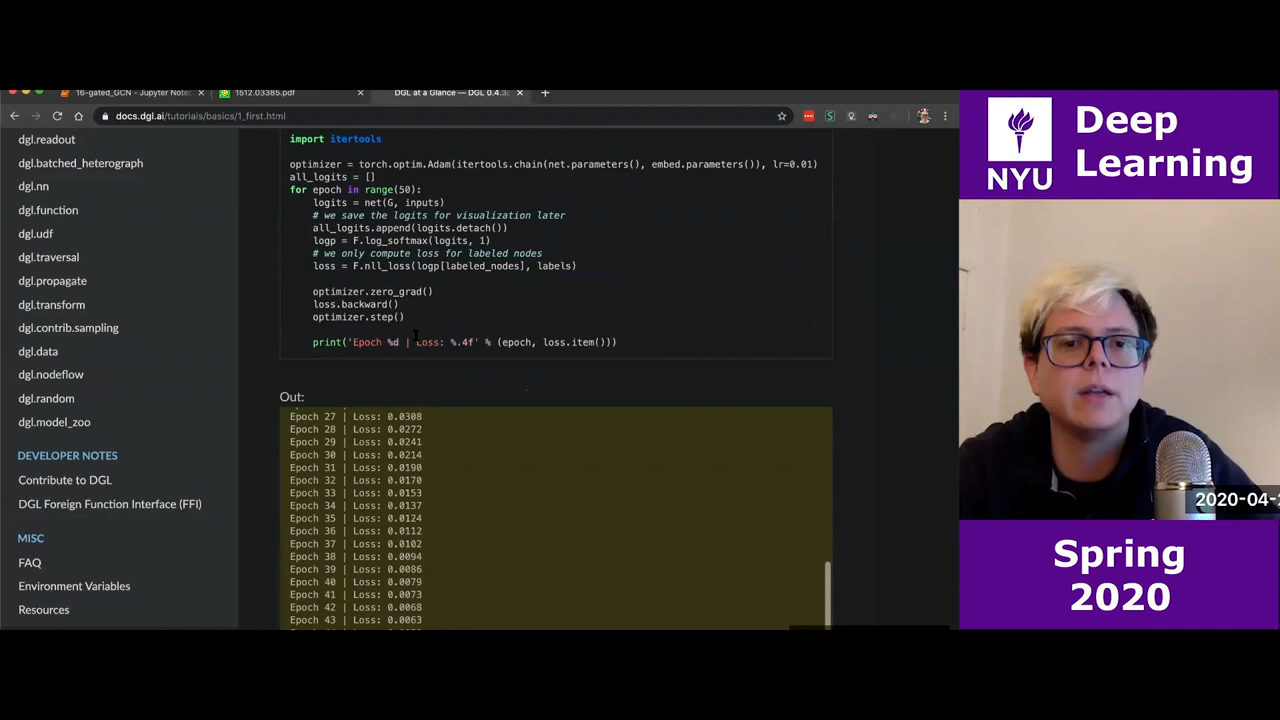 16-gated_GCN - Jupyter Note
1512.03385.pdf
DGL at a Glance — DGL 0.4.3
docs.dgl.ai/tutorials/basics/1_first.html
dgl.readout
dgl.batched_heterograph
dgl.nn
dgl.function
dgl.udf
dgl.traversal
dgl.propagate
dgl.transform
dgl.contrib.sampling
dgl.data
dgl.nodeflow
dgl.random
dgl.model_zoo
DEVELOPER NOTES
Contribute to DGL
DGL Foreign Function Interface (FFI)
MISC
FAQ
Environment Variables
Resources
import itertools
optimizer = torch.optim.Adam(itertools.chain(net.parameters(), embed.parameters()), lr=0.01)
all_logits = []
for epoch in range(50):
logits = net(G, inputs)
# we save the logits for visualization later
all_logits.append(logits.detach())
logp = F.log_softmax(logits, 1)
# we only compute loss for labeled nodes
loss = F.nll_loss(logp[labeled_nodes], labels)
optimizer.zero_grad()
loss.backward()
optimizer.step()
print('Epoch %d | Loss: %.4f' % (epoch, loss.item()))
Out:
Epoch 27 | Loss: 0.0308
Epoch 28 | Loss: 0.0272
Epoch 29 | Loss: 0.0241
Epoch 30 | Loss: 0.0214
Epoch 31 | Loss: 0.0190
Epoch 32 | Loss: 0.0170
Epoch 33 | Loss: 0.0153
Epoch 34 | Loss: 0.0137
Epoch 35 | Loss: 0.0124
Epoch 36 | Loss: 0.0112
Epoch 37 | Loss: 0.0102
Epoch 38 | Loss: 0.0094
Epoch 39 | Loss: 0.0086
Epoch 40 | Loss: 0.0079
Epoch 41 | Loss: 0.0073
Epoch 42 | Loss: 0.0068
Epoch 43 | Loss: 0.0063
NYU
Deep
Learning
2020-04-2
Spring
2020